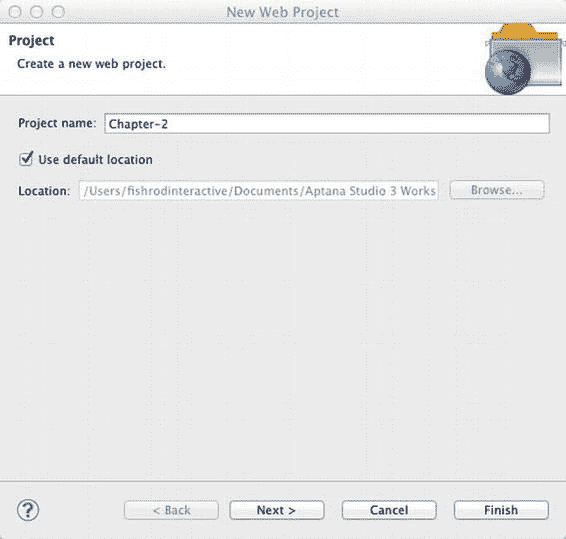 New Web Project
Project
Create a new web project.
Project name: Chapter-2
Use default location
Location: /Users/fishrodinteractive/Documents/Aptana Studio 3 Works Browse...
? < Back Next > Cancel Finish